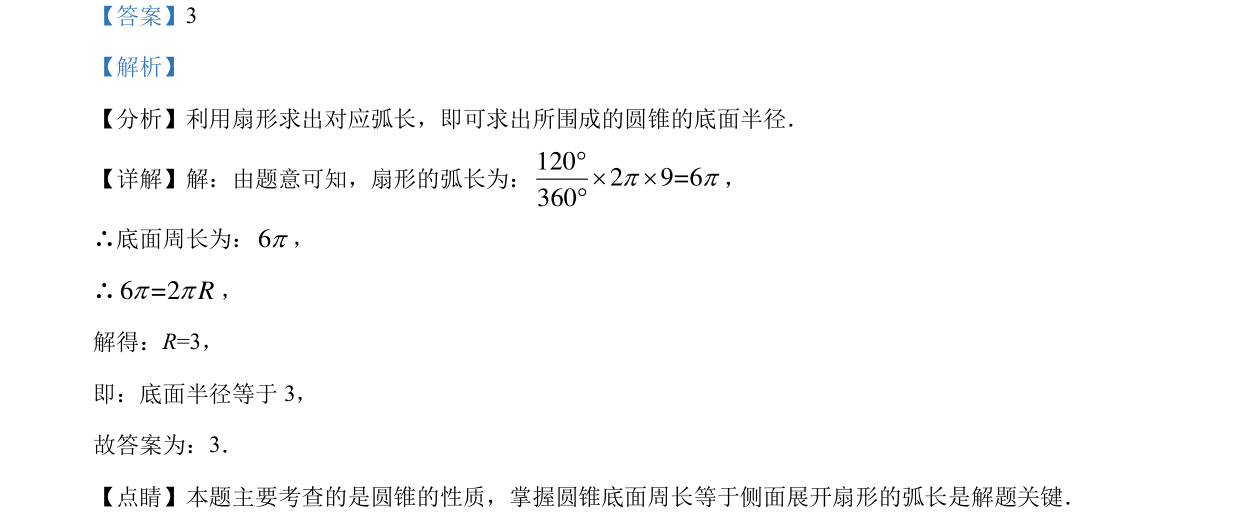 【答案】3
【解析】
【分析】利用扇形求出对应弧长，即可求出所围成的圆锥的底面半径．
【详解】解：由题意可知，扇形的弧长为：120°/360°×2π×9=6π，
∴底面周长为：6π，
∴6π=2πR，
解得：R=3，
即：底面半径等于 3，
故答案为：3．
【点睛】本题主要考查的是圆锥的性质，掌握圆锥底面周长等于侧面展开扇形的弧长是解题关键．